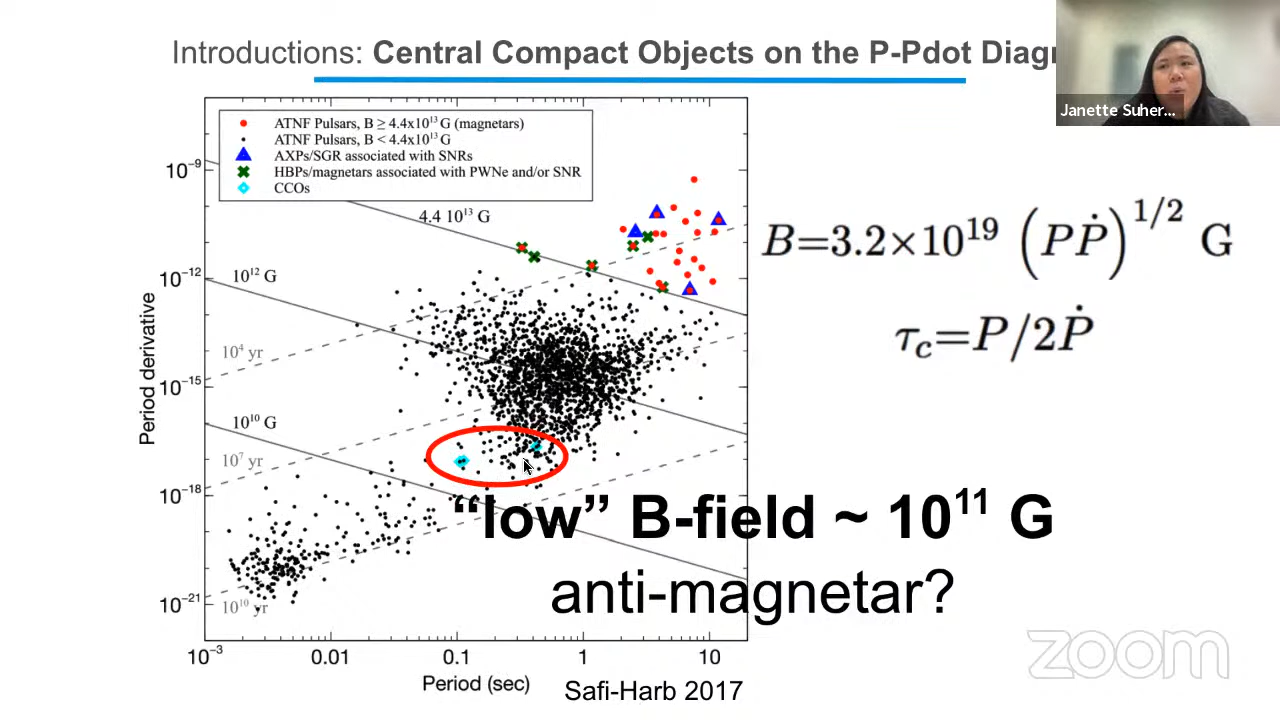 Introductions: Central Compact Objects on the P-Pdot Diagr
Janette Suher...
ATNF Pulsars, B ≥ 4.4x10¹³ G (magnetars)
ATNF Pulsars, B < 4.4x10¹³ G
AXPs/SGR associated with SNRs
HBPs/magnetars associated with PWNe and/or SNR
CCOs
10⁻⁹
10⁻¹²
10⁻¹⁵
10⁻¹⁸
10⁻²¹
4.4 10¹³ G
10¹² G
10⁴ yr
10¹⁰ G
10⁷ yr
10¹⁰ yr
Period derivative
B=3.2×10¹⁹ (PṖ)^1/2 G
τc=P/2Ṗ
“low” B-field ~ 10¹¹ G
anti-magnetar?
10⁻³ 0.01 0.1 1 10
Period (sec)
Safi-Harb 2017
zoom